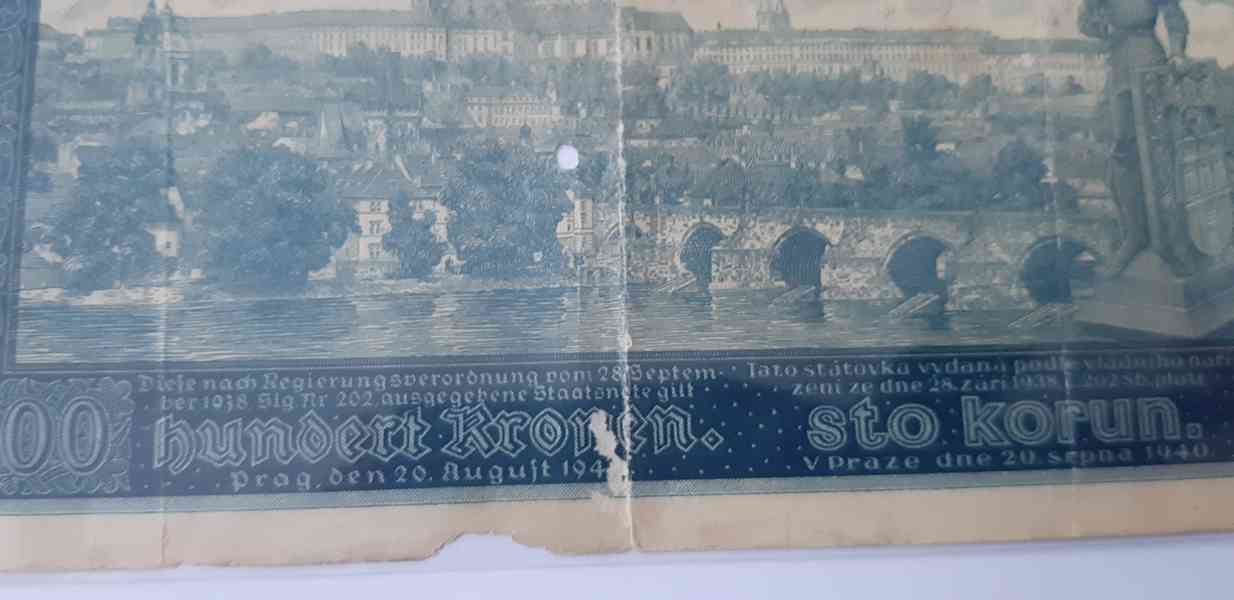 Diese nach Regierungsverordnung vom 28 Septem-
ber 1938 Slg Nr 202 ausgegebene Staatsnote gilt
00 hundert Kronen.
Prag, den 20. August 194
Tato státovka vydaná podle vládního naří-
zení ze dne 28. září 1938 č. 202 Sb. platí
sto korun.
V Praze dne 20. srpna 1940.